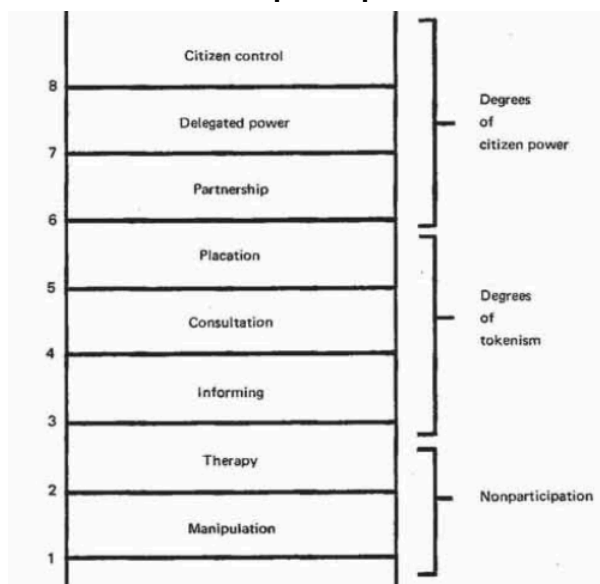 Citizen control
8
Delegated power
7
Partnership
6
Placation
5
Consultation
4
Informing
3
Therapy
2
Manipulation
1
Degrees
of
citizen power
Degrees
of
tokenism
Nonparticipation